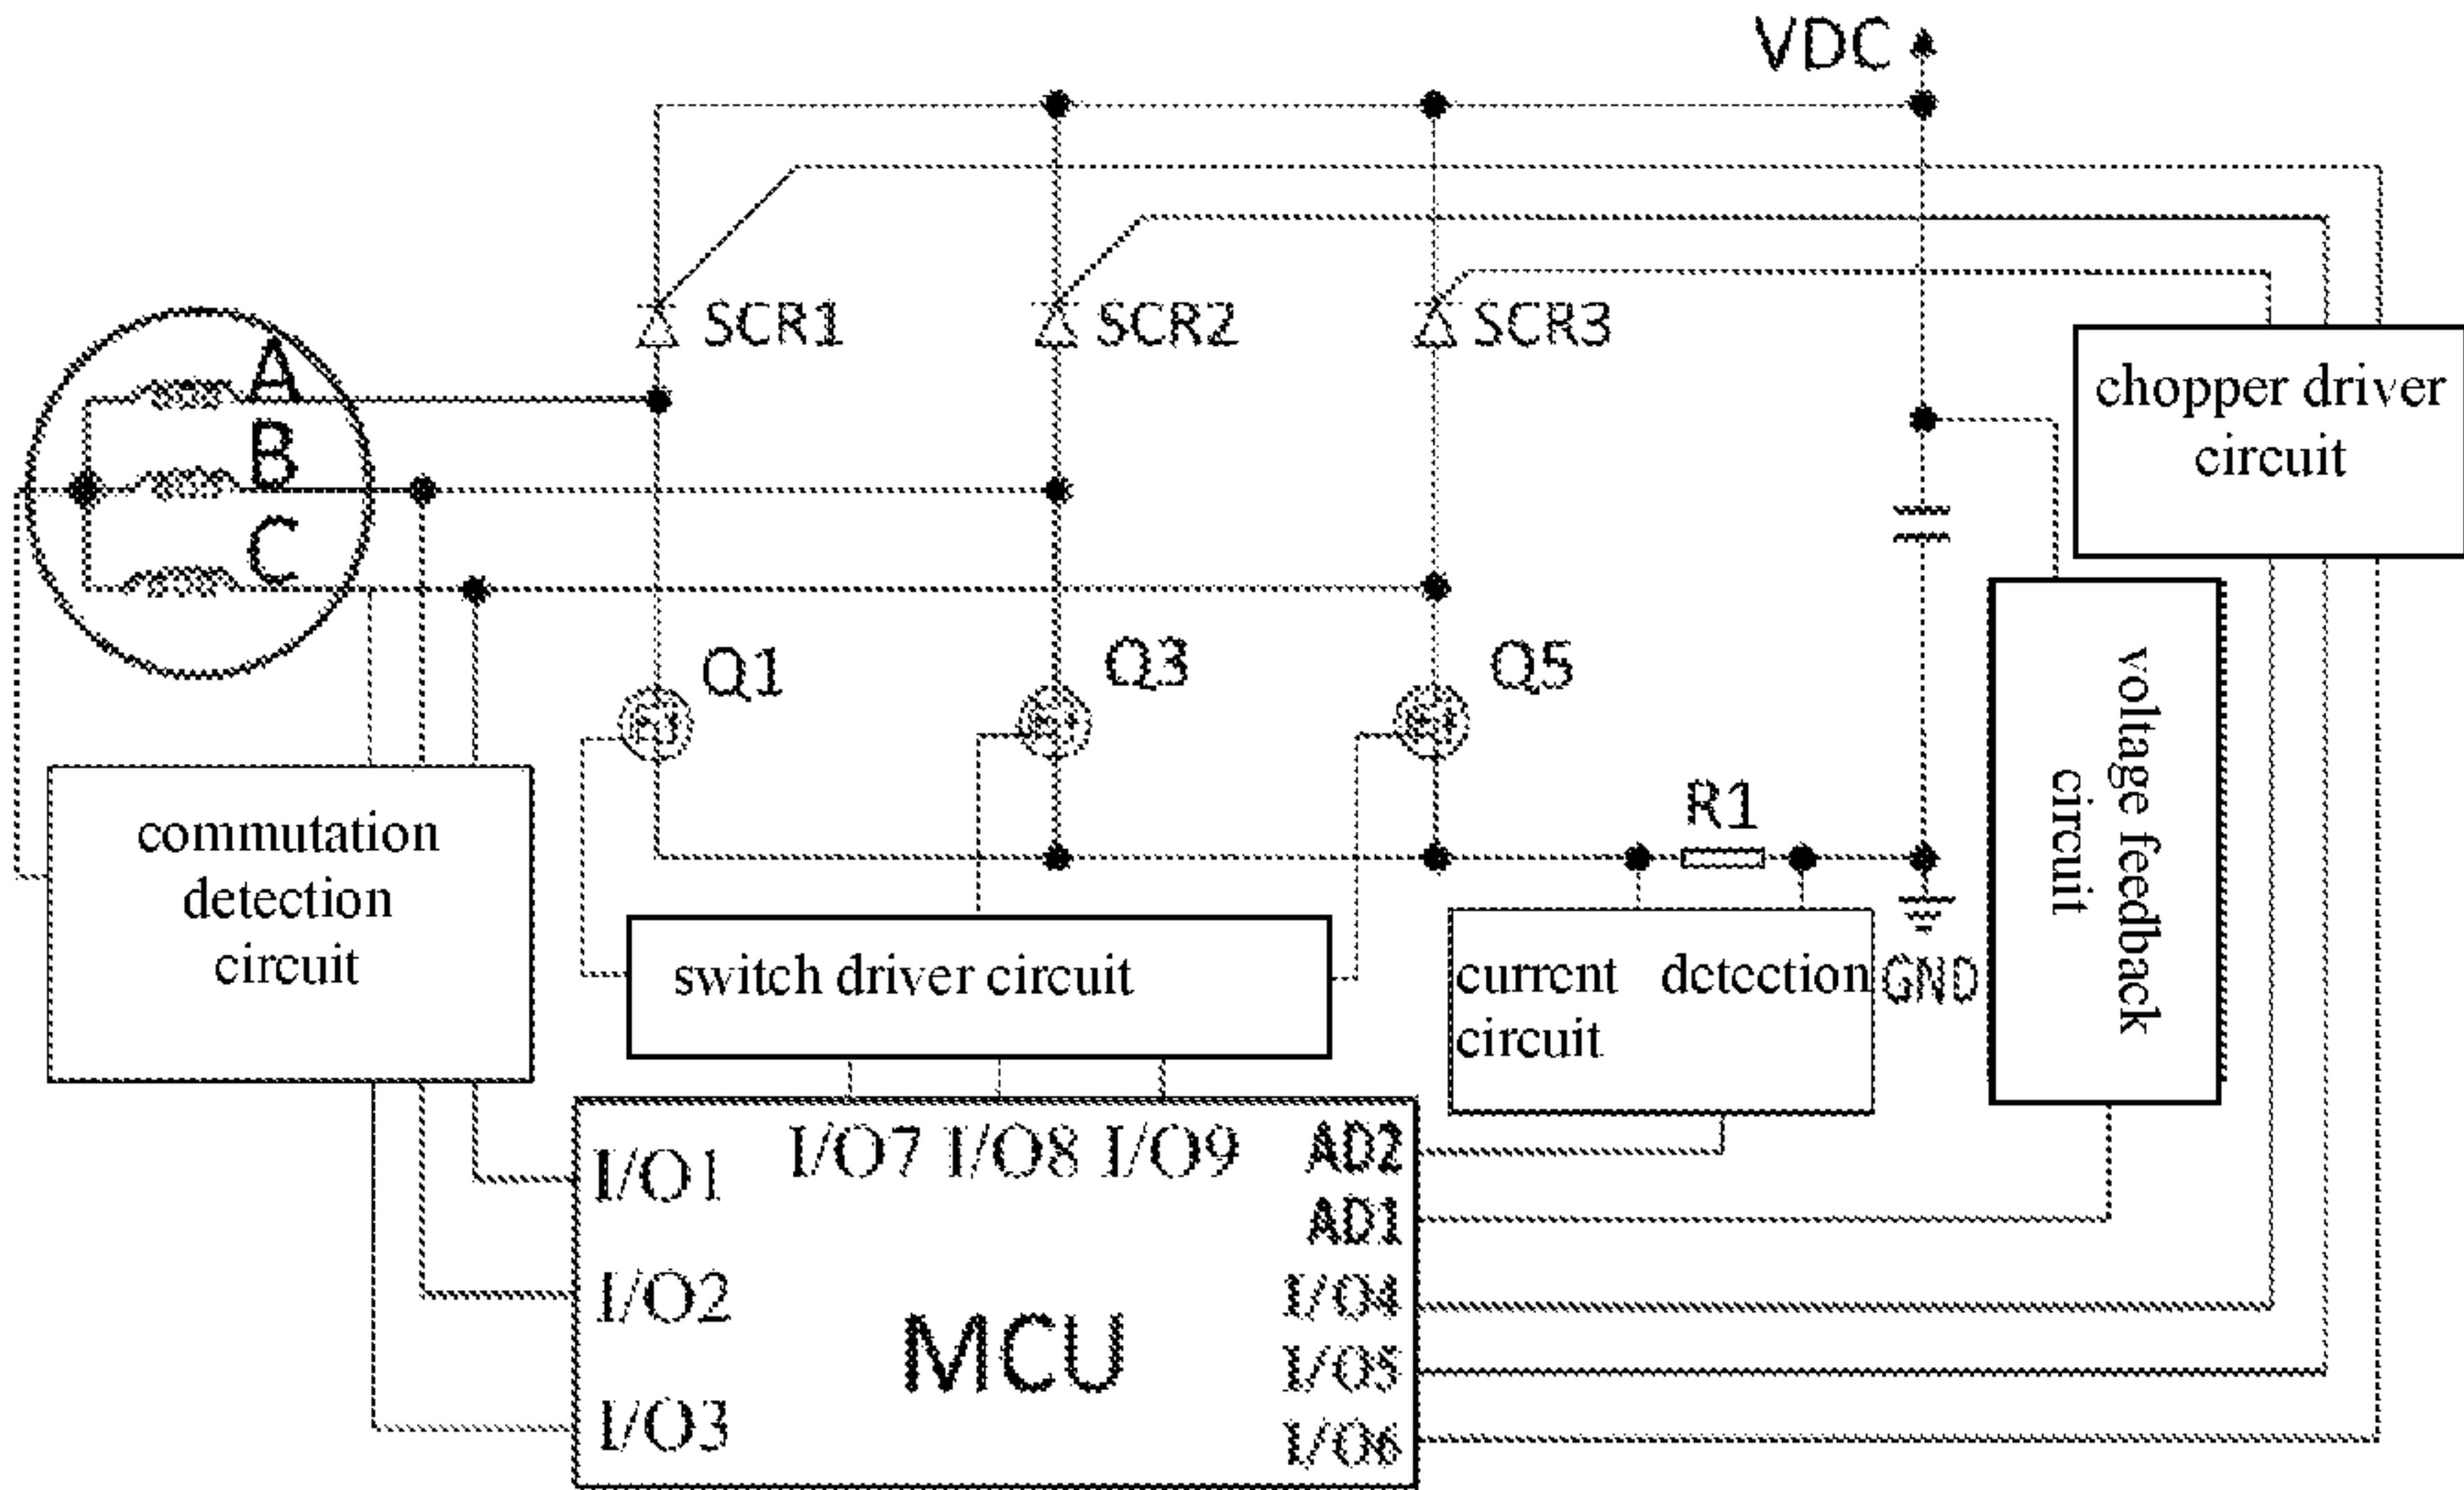 VDC
SCR1
SCR2
SCR3
A
B
C
chopper driver
circuit
Q1
Q3
Q5
R1
voltage feedback
circuit
commutation
detection
circuit
switch driver circuit
current detection
circuit
GND
I/O7 I/O8 I/O9
AD2
I/O1
AD1
I/O2
I/O4
MCU
I/O5
I/O3
I/O6